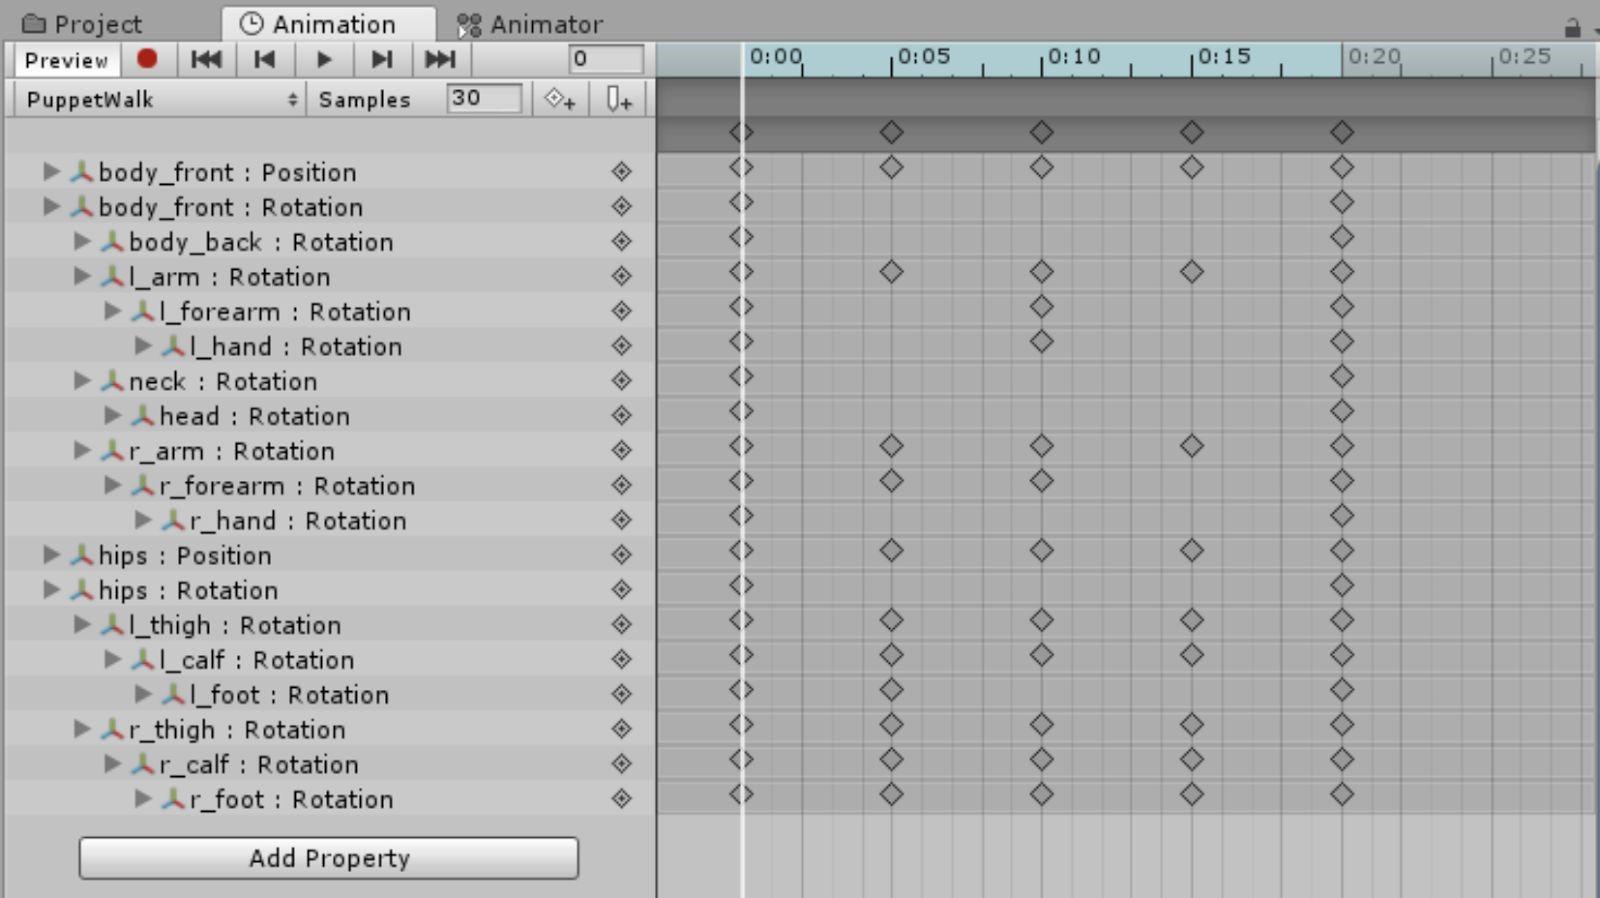 Project Animation Animator
Preview 0 0:00 0:05 0:10 0:15 0:20 0:25
PuppetWalk Samples 30
body_front : Position
body_front : Rotation
body_back : Rotation
l_arm : Rotation
l_forearm : Rotation
l_hand : Rotation
neck : Rotation
head : Rotation
r_arm : Rotation
r_forearm : Rotation
r_hand : Rotation
hips : Position
hips : Rotation
l_thigh : Rotation
l_calf : Rotation
l_foot : Rotation
r_thigh : Rotation
r_calf : Rotation
r_foot : Rotation
Add Property